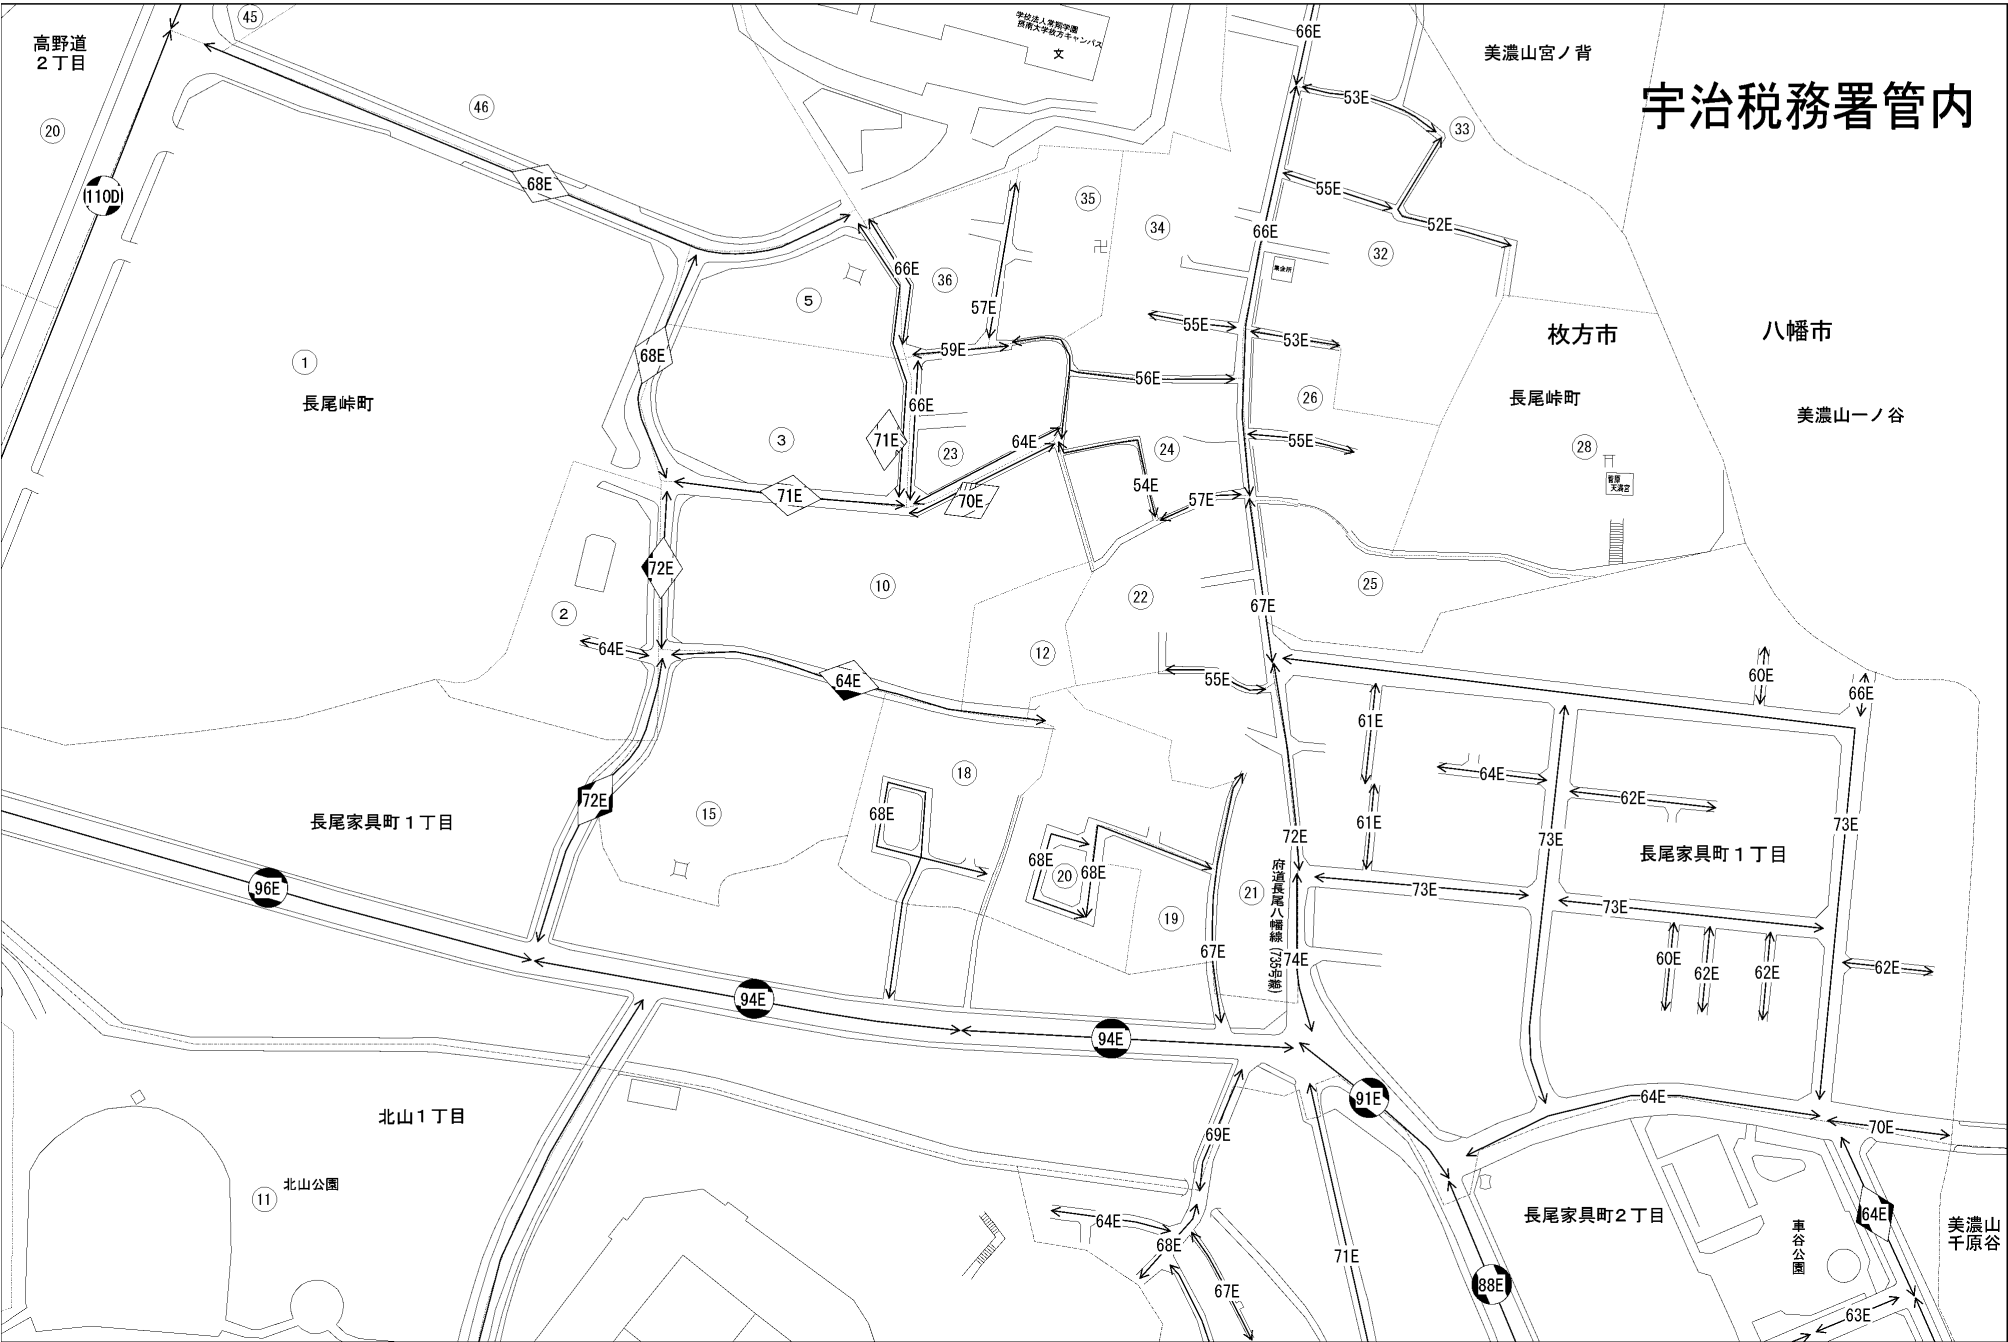 45
学校法人常翔学園
摂南大学枚方キャンパス
文
66E
美濃山宮ノ背
高野道
2丁目
宇治税務署管内
20
46
53E
33
110D
68E
35
55E
34
52E
66E
32
集会所
66E
36
5
57E
55E
53E
枚方市
八幡市
59E
1
68E
長尾峠町
56E
66E
26
長尾峠町
美濃山一ノ谷
71E
3
64E
23
24
55E
28
菅原
天満宮
71E
70E
54E
57E
72E
10
22
25
2
67E
64E
12
64E
55E
60E
66E
61E
18
64E
72E
62E
長尾家具町1丁目
15
68E
61E
72E
73E
73E
長尾家具町1丁目
68E
20
68E
96E
21
府道長尾八幡線(735号線)
73E
73E
19
67E
74E
60E
62E
62E
62E
94E
94E
91E
64E
北山1丁目
69E
70E
11
北山公園
64E
68E
71E
67E
88E
長尾家具町2丁目
車谷公園
64E
美濃山
千原谷
63E